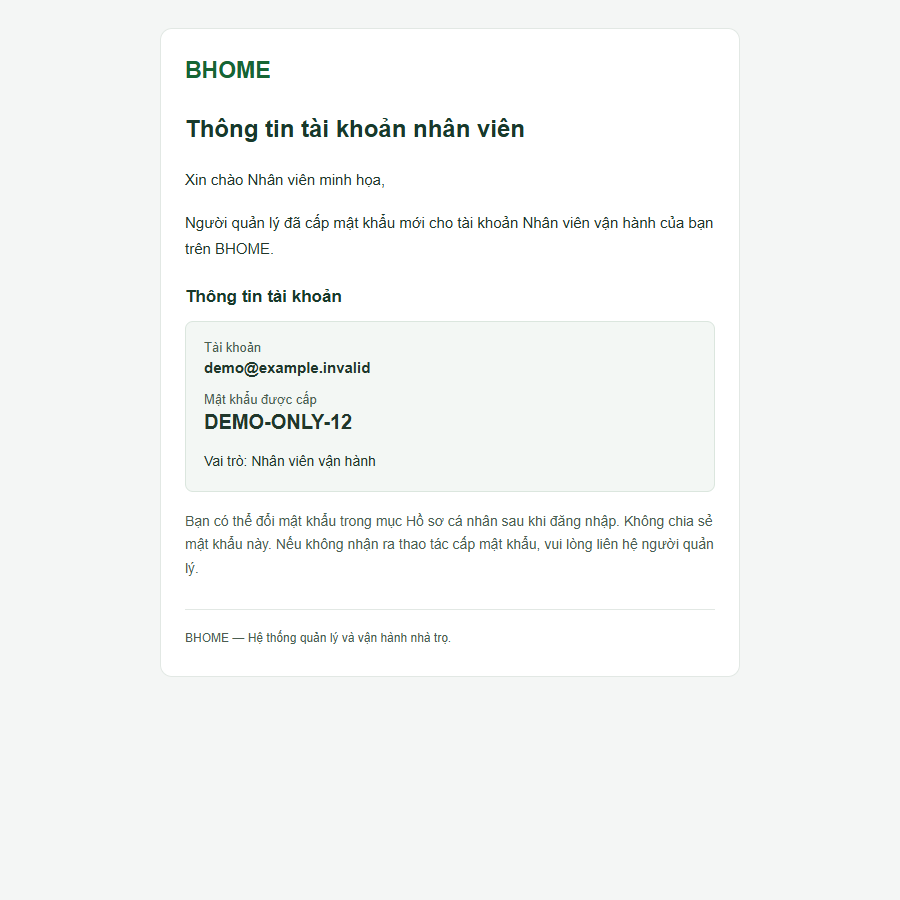 BHOME
Thông tin tài khoản nhân viên
Xin chào Nhân viên minh họa,
Người quản lý đã cấp mật khẩu mới cho tài khoản Nhân viên vận hành của bạn
trên BHOME.
Thông tin tài khoản
Tài khoản
demo@example.invalid
Mật khẩu được cấp
DEMO-ONLY-12
Vai trò: Nhân viên vận hành
Bạn có thể đổi mật khẩu trong mục Hồ sơ cá nhân sau khi đăng nhập. Không chia sẻ
mật khẩu này. Nếu không nhận ra thao tác cấp mật khẩu, vui lòng liên hệ người quản
lý.
BHOME — Hệ thống quản lý và vận hành nhà trọ.